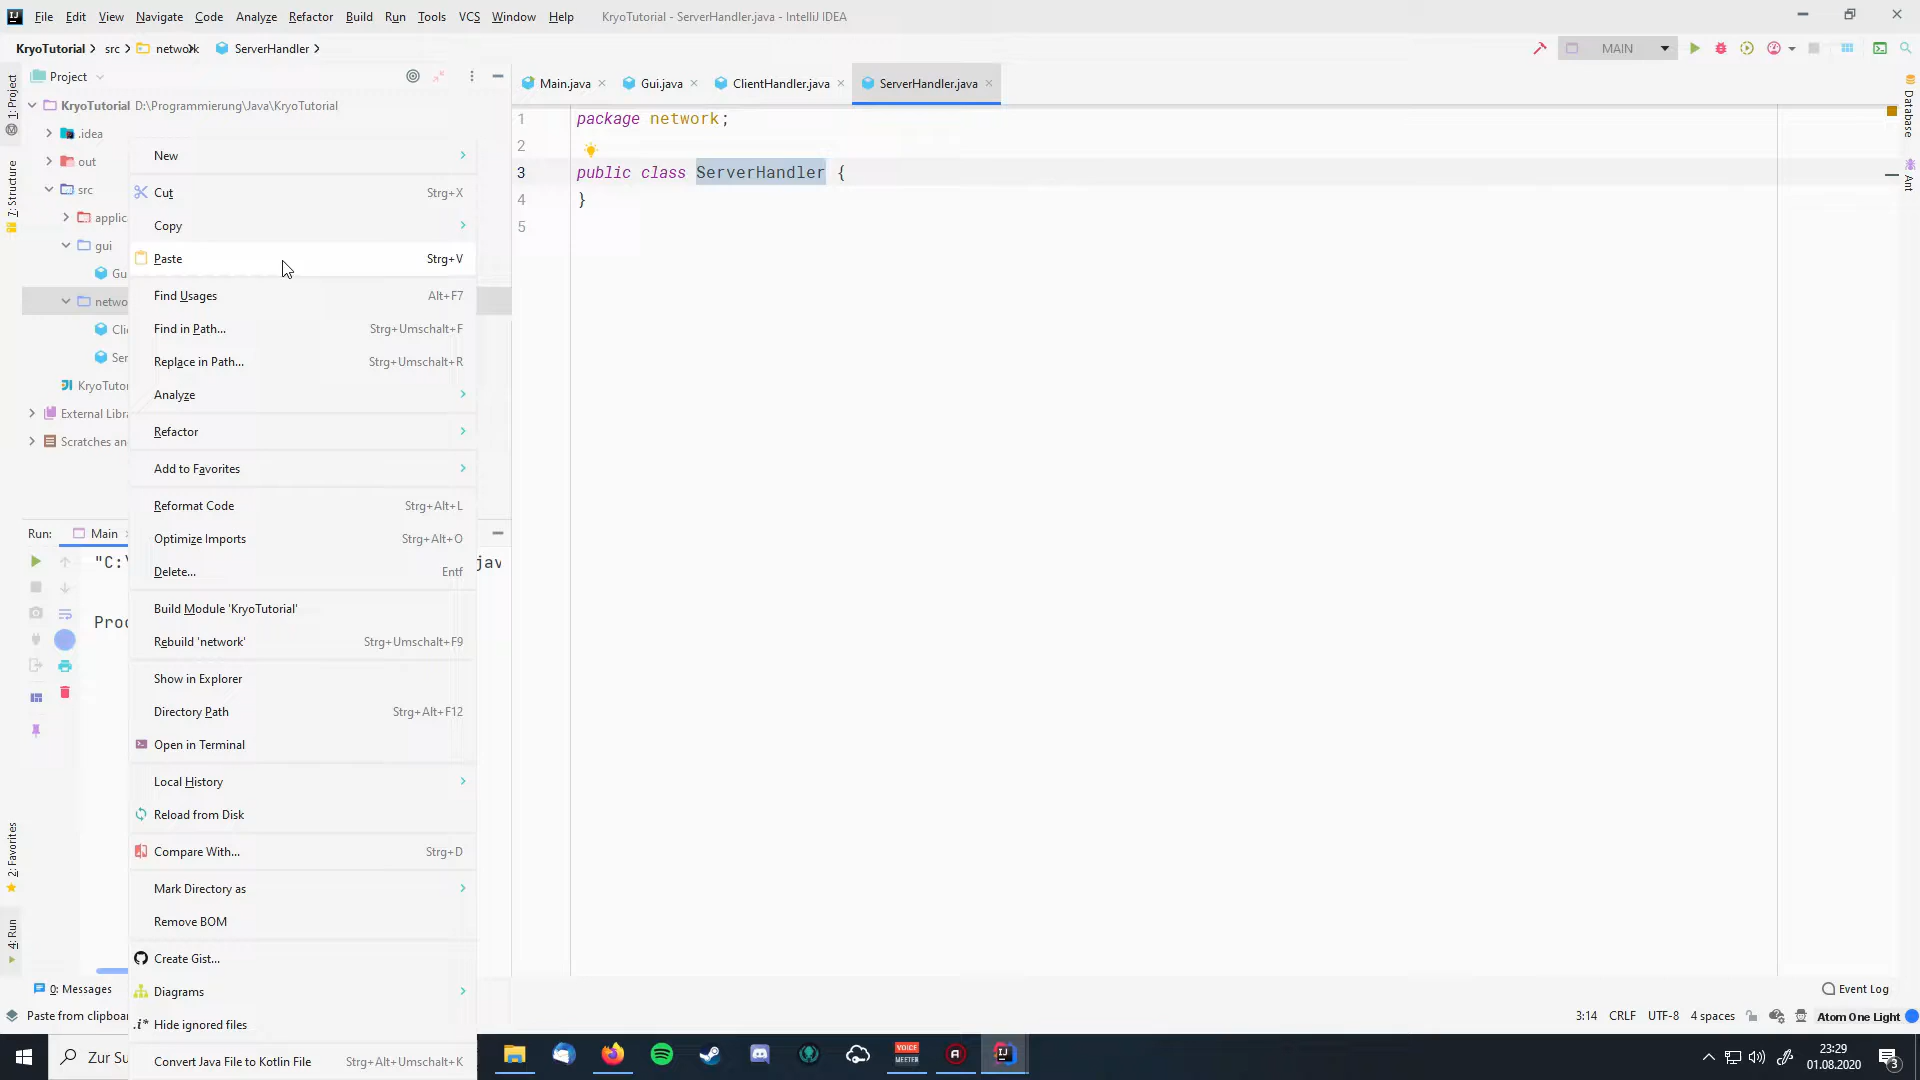 File Edit View Navigate Code Analyze Refactor Build Run Tools VCS Window Help KryoTutorial - ServerHandler.java - IntelliJ IDEA
KryoTutorial src network ServerHandler MAIN
Project
Main.java Gui.java ClientHandler.java ServerHandler.java
1: Project
7: Structure
2: Favorites
4: Run
Database
Ant
KryoTutorial D:\Programmierung\Java\KryoTutorial
.idea
out
src
applic
gui
Gu
netwo
Clie
Ser
KryoTutor
External Libra
Scratches an
New
Cut Strg+X
Copy
Paste Strg+V
Find Usages Alt+F7
Find in Path... Strg+Umschalt+F
Replace in Path... Strg+Umschalt+R
Analyze
Refactor
Add to Favorites
Reformat Code Strg+Alt+L
Optimize Imports Strg+Alt+O
Delete... Entf
Build Module 'KryoTutorial'
Rebuild 'network' Strg+Umschalt+F9
Show in Explorer
Directory Path Strg+Alt+F12
Open in Terminal
Local History
Reload from Disk
Compare With... Strg+D
Mark Directory as
Remove BOM
Create Gist...
Diagrams
Hide ignored files
Convert Java File to Kotlin File Strg+Alt+Umschalt+K
1 package network;
2
3 public class ServerHandler {
4 }
5
Run: Main
"C:\ jav
Proc
0: Messages Event Log
Paste from clipboar 3:14 CRLF UTF-8 4 spaces Atom One Light
Zur Su
VOICE
MEETER
23:29
01.08.2020
3